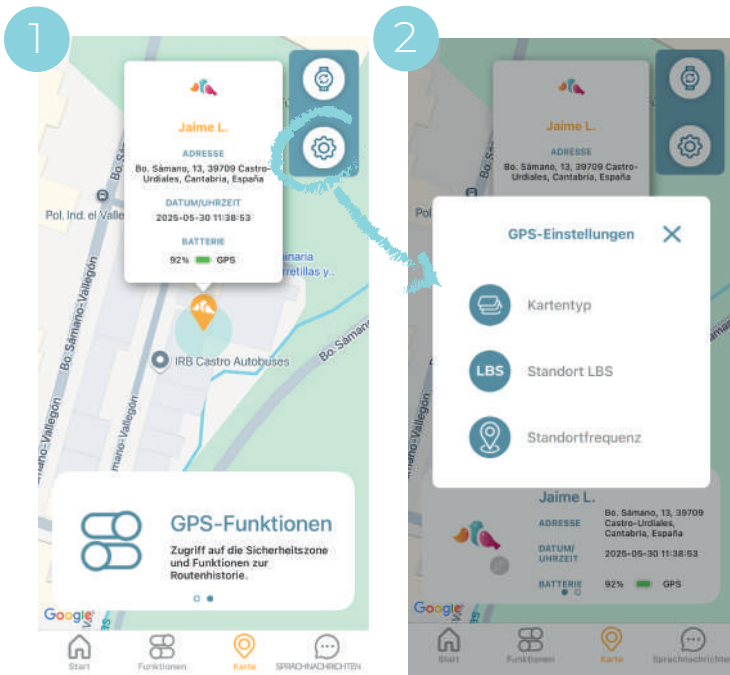 1
Jaime L.
ADRESSE
Bo. Sámano, 13, 39709 Castro-
Urdiales, Cantabria, España
DATUM/UHRZEIT
2025-05-30 11:38:53
BATTERIE
92% GPS
Pol. Ind. el Valle
Bo. Sámano-Vallegón
IRB Castro Autobuses
GPS-Funktionen
Zugriff auf die Sicherheitszone
und Funktionen zur
Routenhistorie.
Google
Start
Funktionen
Karte
SPRACHNACHRICHTEN
2
Jaime L.
ADRESSE
Bo. Sámano, 13, 39709 Castro-
Urdiales, Cantabria, España
Pol
GPS-Einstellungen
Kartentyp
LBS
Standort LBS
Standortfrequenz
Jaime L.
ADRESSE
Bo. Sámano, 13, 39709
Castro-Urdiales,
Cantabria, España
DATUM/
UHRZEIT
2025-05-30 11:38:53
BATTERIE
92% GPS
Google
Start
Funktionen
Karte
Sprachnachrichten